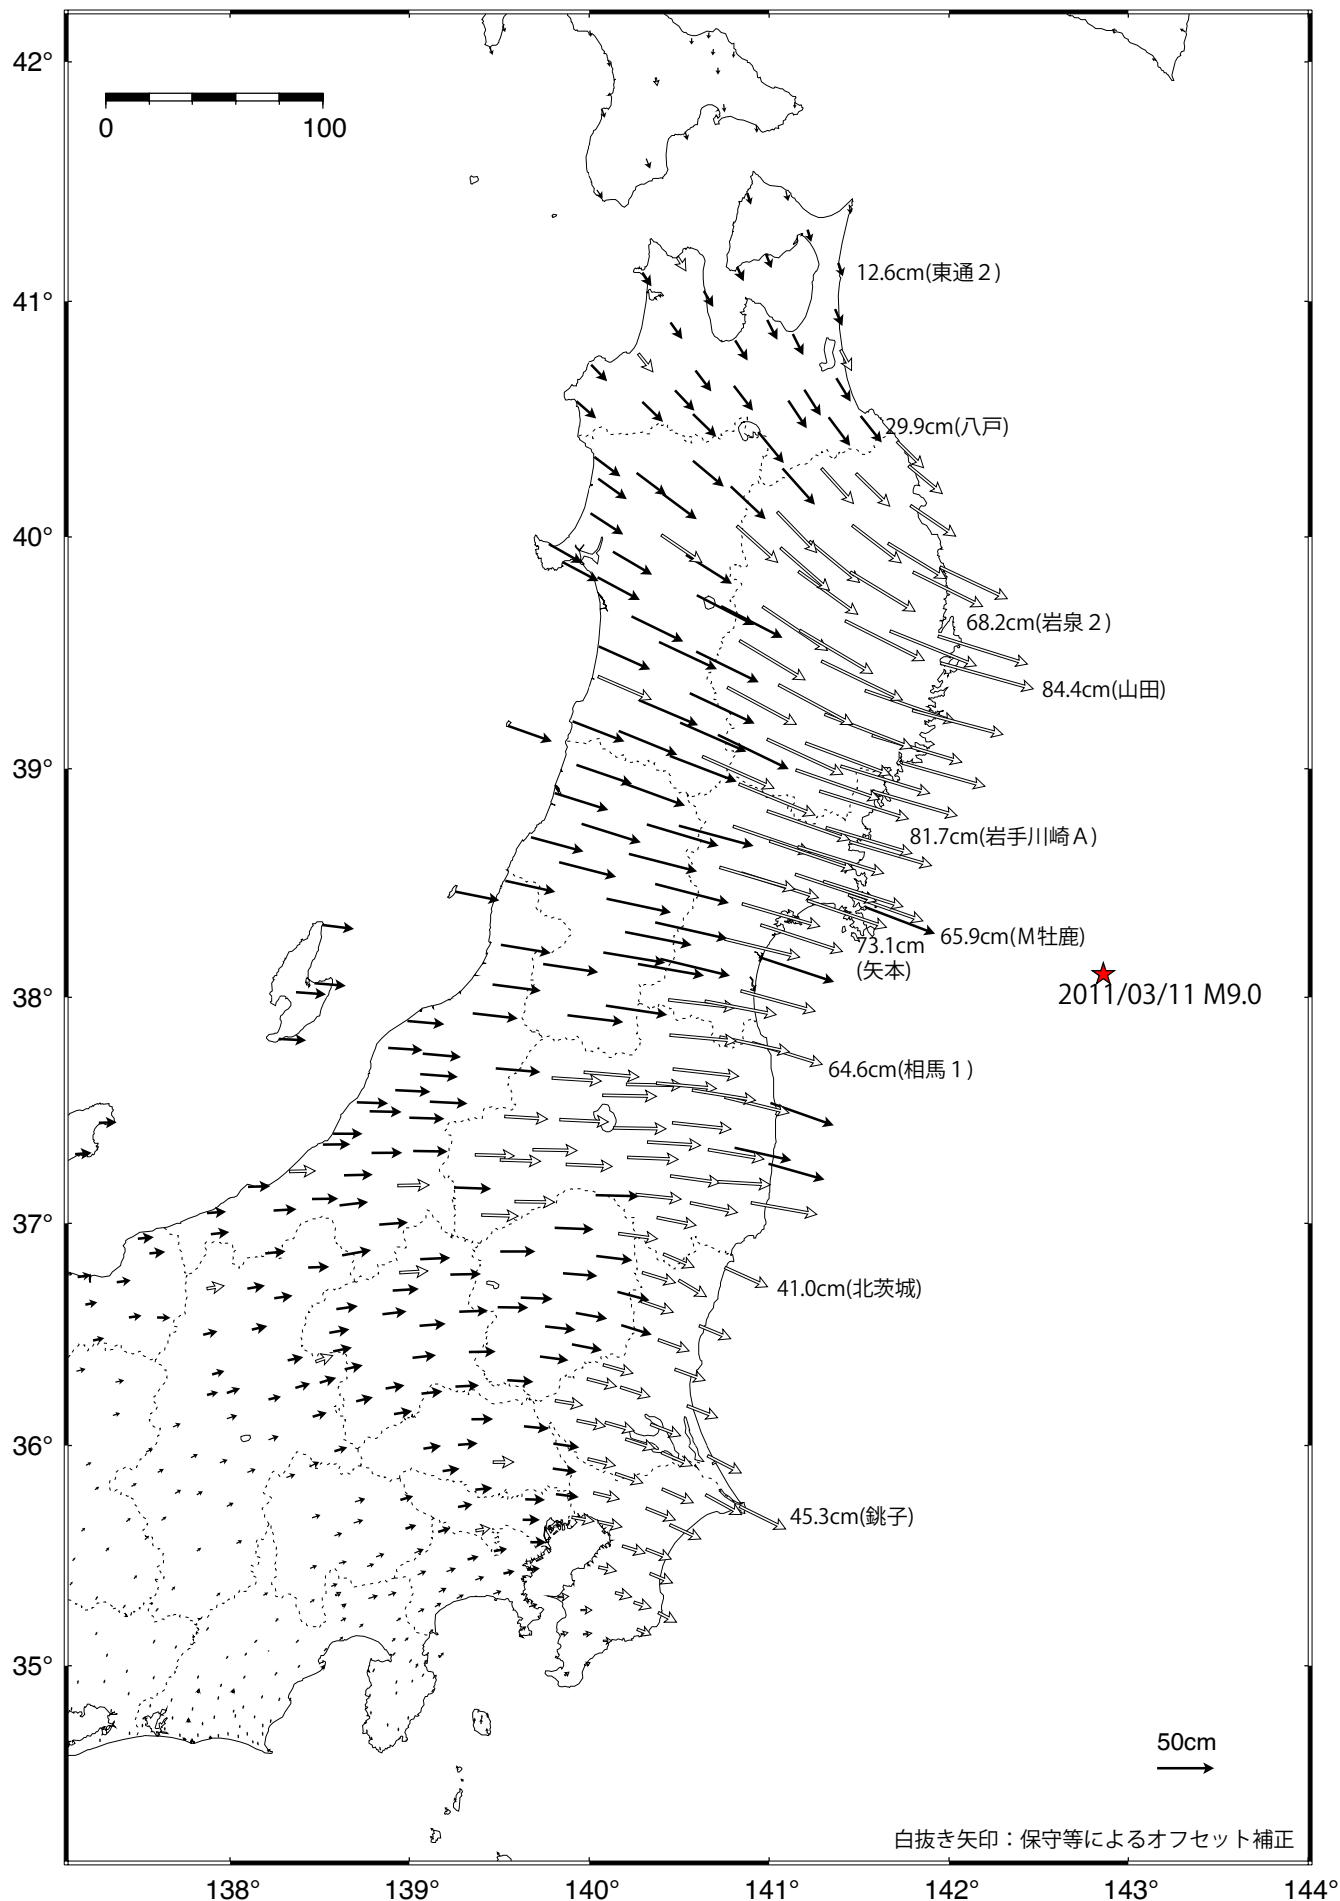 42°
0 100
12.6cm(東通２)
41°
29.9cm(八戸)
40°
68.2cm(岩泉２)
84.4cm(山田)
39°
81.7cm(岩手川崎Ａ)
65.9cm(Ｍ牡鹿)
73.1cm
(矢本)
38°
2011/03/11 M9.0
64.6cm(相馬１)
37°
41.0cm(北茨城)
36°
45.3cm(銚子)
35°
50cm
白抜き矢印：保守等によるオフセット補正
138° 139° 140° 141° 142° 143° 144°